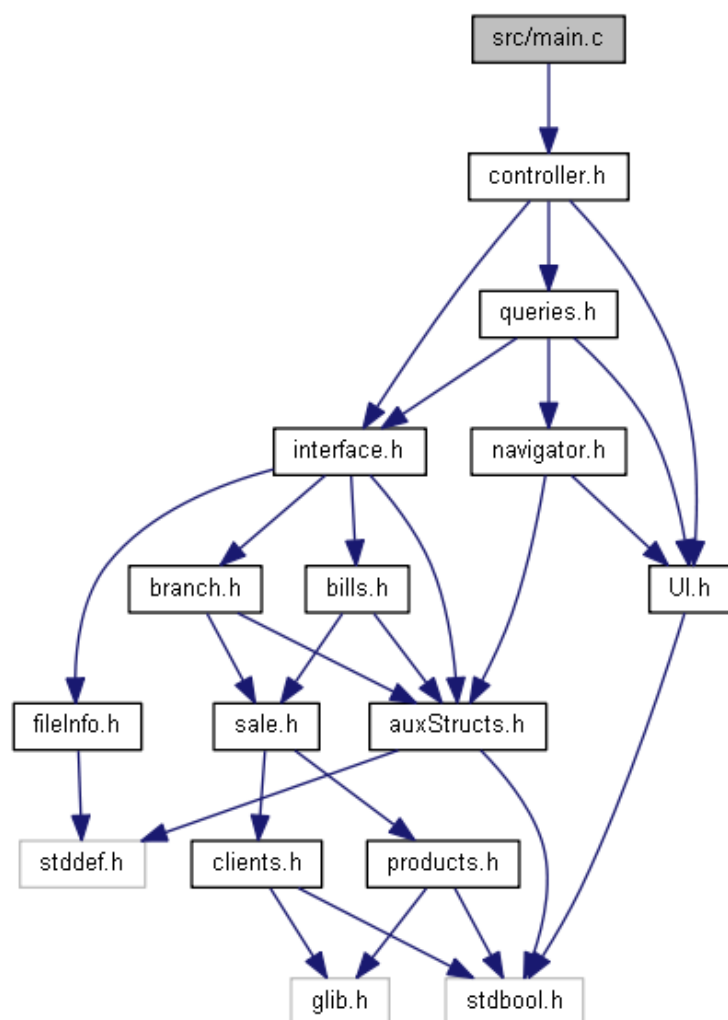 src/main.c
controller.h
queries.h
interface.h
navigator.h
branch.h
bills.h
UI.h
fileInfo.h
sale.h
auxStructs.h
stddef.h
clients.h
products.h
glib.h
stdbool.h